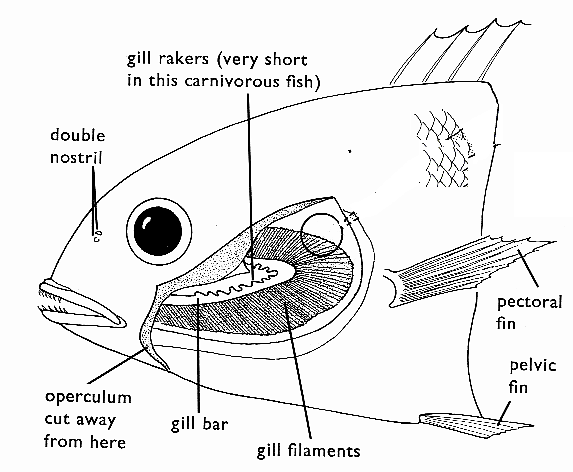 gill rakers (very short
in this carnivorous fish)
double
nostril
pectoral
fin
pelvic
fin
operculum
cut away
from here
gill bar
gill filaments